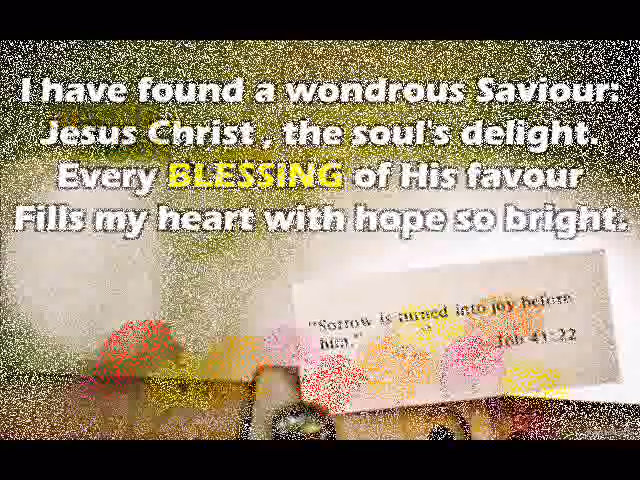 I have found a wondrous Saviour:
Jesus Christ , the soul's delight.
Every BLESSING of His favour
Fills my heart with hope so bright.
"Sorrow is turned into joy before
him."
Job 41:22